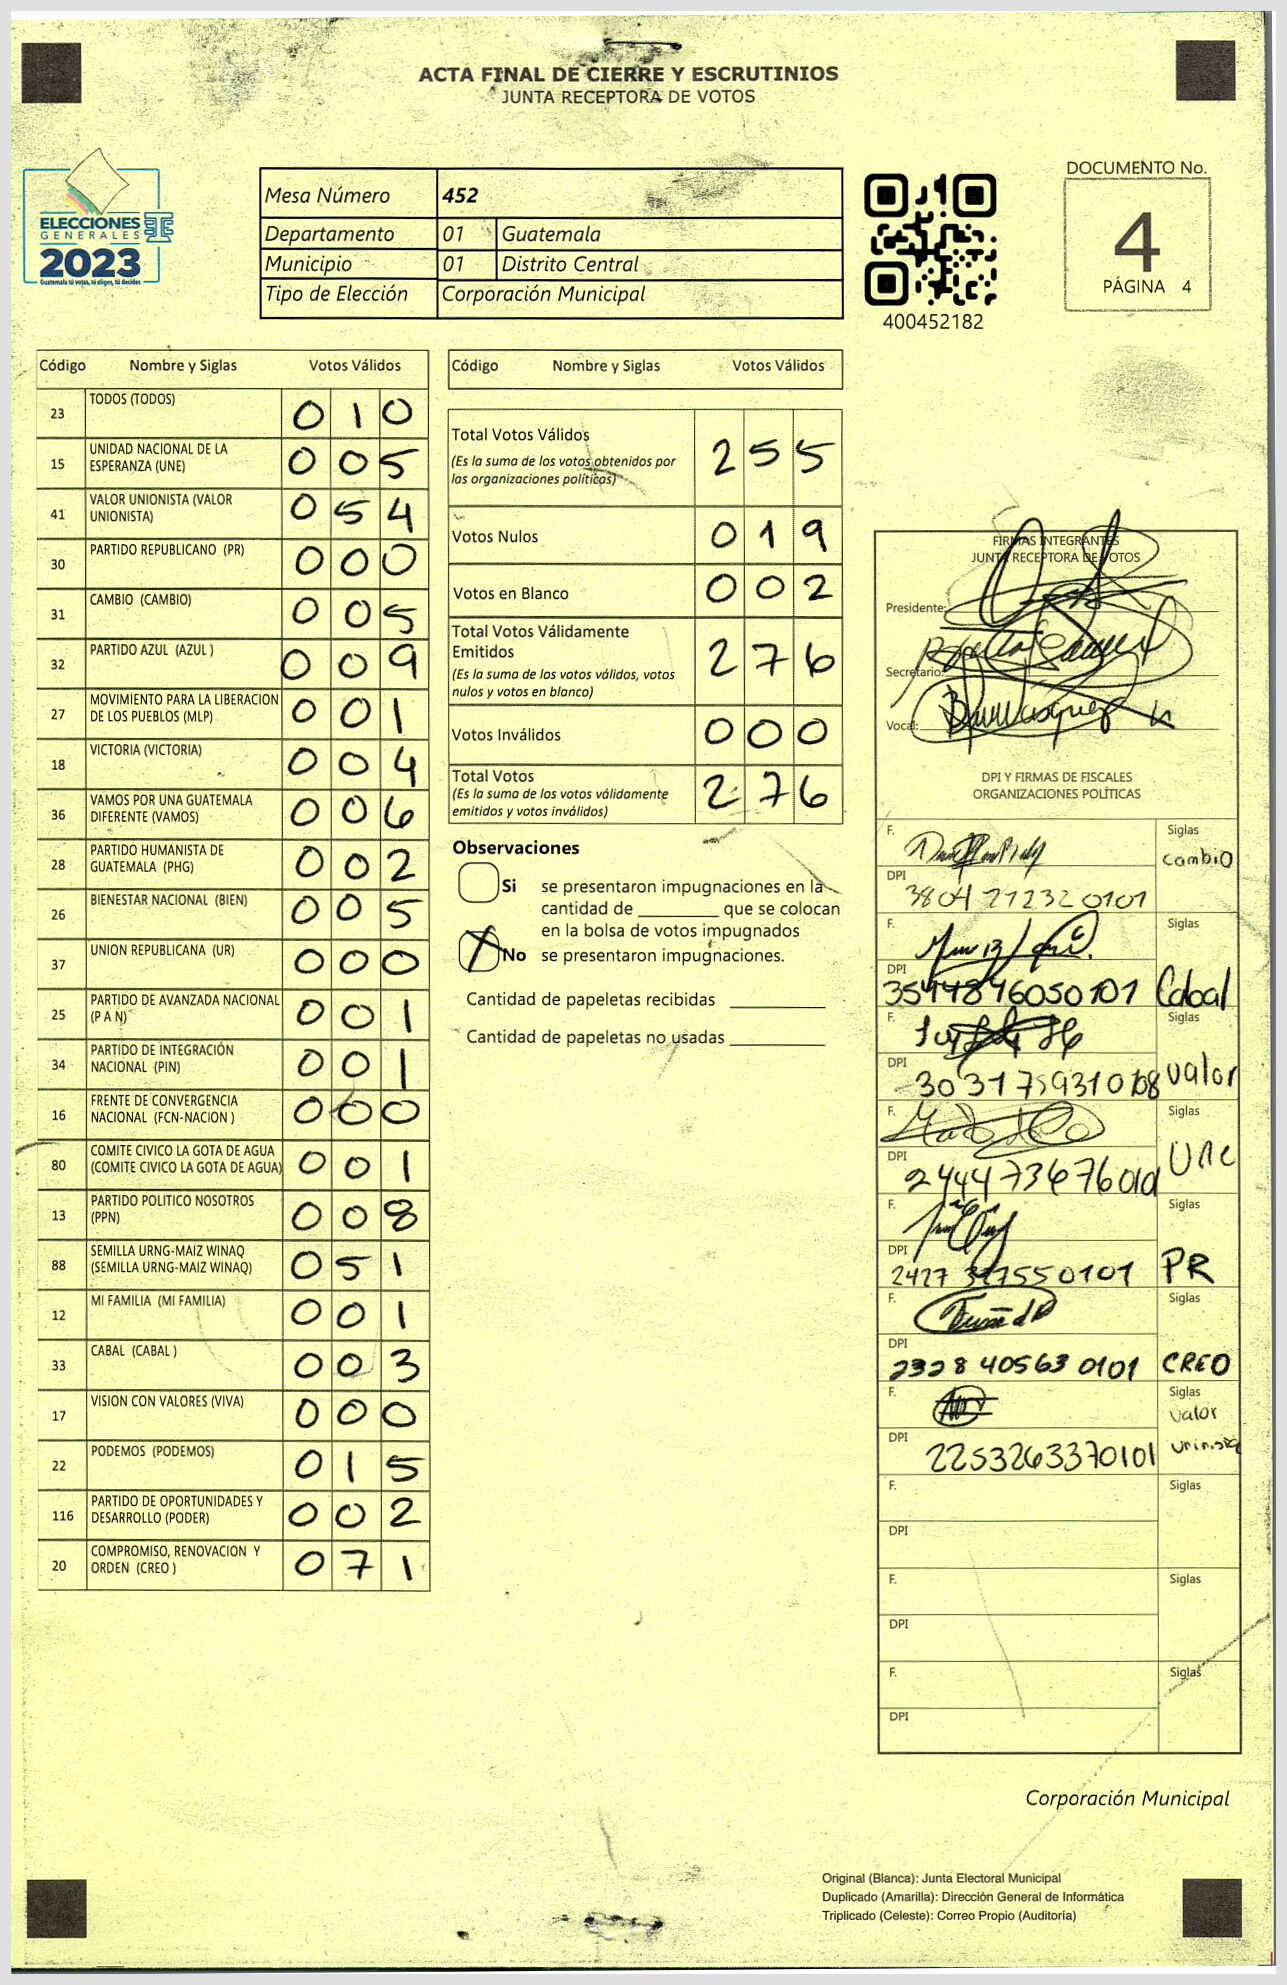 ACTA FINAL DE CIERRE Y ESCRUTINIOS
JUNTA RECEPTORA DE VOTOS
ELECCIONES
GENERALES
2023
Guatemala tú votas, tú eliges, tú decides
Mesa Número 452
Departamento 01 Guatemala
Municipio 01 Distrito Central
Tipo de Elección Corporación Municipal
400452182
DOCUMENTO No.
4
PÁGINA 4
Código Nombre y Siglas Votos Válidos
23 TODOS (TODOS) 0 1 0
15 UNIDAD NACIONAL DE LA ESPERANZA (UNE) 0 0 5
41 VALOR UNIONISTA (VALOR UNIONISTA) 0 5 4
30 PARTIDO REPUBLICANO (PR) 0 0 0
31 CAMBIO (CAMBIO) 0 0 5
32 PARTIDO AZUL (AZUL ) 0 0 9
27 MOVIMIENTO PARA LA LIBERACION DE LOS PUEBLOS (MLP) 0 0 1
18 VICTORIA (VICTORIA) 0 0 4
36 VAMOS POR UNA GUATEMALA DIFERENTE (VAMOS) 0 0 6
28 PARTIDO HUMANISTA DE GUATEMALA (PHG) 0 0 2
26 BIENESTAR NACIONAL (BIEN) 0 0 5
37 UNION REPUBLICANA (UR) 0 0 0
25 PARTIDO DE AVANZADA NACIONAL (P A N) 0 0 1
34 PARTIDO DE INTEGRACIÓN NACIONAL (PIN) 0 0 1
16 FRENTE DE CONVERGENCIA NACIONAL (FCN-NACION ) 0 0 0
80 COMITE CIVICO LA GOTA DE AGUA (COMITE CIVICO LA GOTA DE AGUA) 0 0 1
13 PARTIDO POLITICO NOSOTROS (PPN) 0 0 8
88 SEMILLA URNG-MAIZ WINAQ (SEMILLA URNG-MAIZ WINAQ) 0 5 1
12 MI FAMILIA (MI FAMILIA) 0 0 1
33 CABAL (CABAL ) 0 0 3
17 VISION CON VALORES (VIVA) 0 0 0
22 PODEMOS (PODEMOS) 0 1 5
116 PARTIDO DE OPORTUNIDADES Y DESARROLLO (PODER) 0 0 2
20 COMPROMISO, RENOVACION Y ORDEN (CREO ) 0 7 1
Código Nombre y Siglas Votos Válidos
Total Votos Válidos 2 5 5
(Es la suma de los votos obtenidos por
las organizaciones políticas)
Votos Nulos 0 1 9
Votos en Blanco 0 0 2
Total Votos Válidamente
Emitidos 2 7 6
(Es la suma de los votos válidos, votos
nulos y votos en blanco)
Votos Inválidos 0 0 0
Total Votos 2 7 6
(Es la suma de los votos válidamente
emitidos y votos inválidos)
Observaciones
Si se presentaron impugnaciones en la
cantidad de ________ que se colocan
en la bolsa de votos impugnados
No se presentaron impugnaciones.
Cantidad de papeletas recibidas
Cantidad de papeletas no usadas
FIRMAS INTEGRANTES
JUNTA RECEPTORA DE VOTOS
Presidente:
Secretario:
Vocal:
DPI Y FIRMAS DE FISCALES
ORGANIZACIONES POLÍTICAS
F. Siglas
cambio
DPI
3804 21232 0101
F. Siglas
DPI
Cabal
F. Siglas
DPI
valor
F. Siglas
DPI
une
F. Siglas
DPI
PR
F. Siglas
DPI
2328 40563 0101 CREO
F. Siglas
valor
DPI
2253263370101
F. Siglas
DPI
F. Siglas
DPI
F. Siglas
DPI
Corporación Municipal
Original (Blanca): Junta Electoral Municipal
Duplicado (Amarilla): Dirección General de Informática
Triplicado (Celeste): Correo Propio (Auditoría)